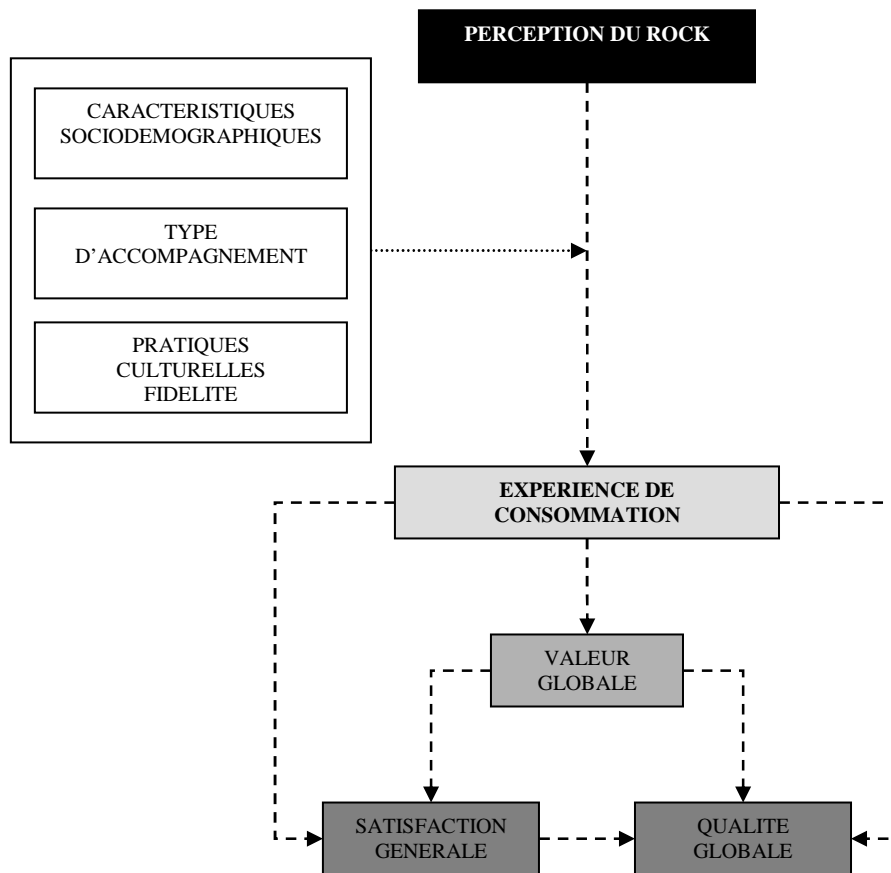 PERCEPTION DU ROCK
CARACTERISTIQUES
SOCIODEMOGRAPHIQUES
TYPE
D’ACCOMPAGNEMENT
PRATIQUES
CULTURELLES
FIDELITE
EXPERIENCE DE
CONSOMMATION
VALEUR
GLOBALE
SATISFACTION
GENERALE
QUALITE
GLOBALE